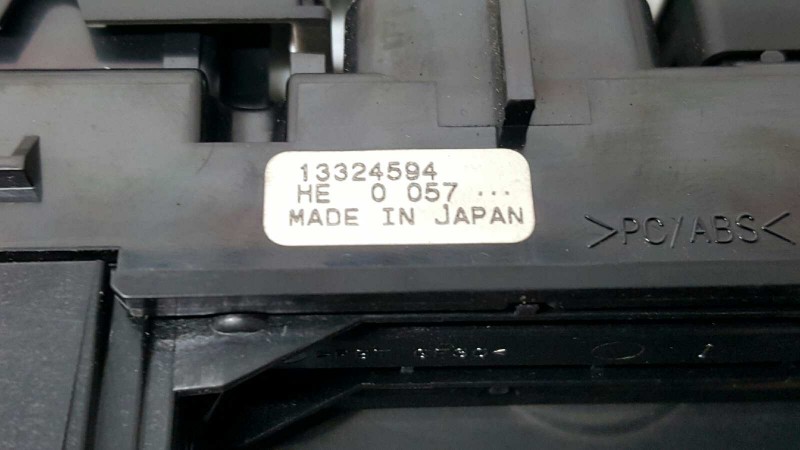 13324594
HE 0 057 ...
MADE IN JAPAN
>PC/ABS<